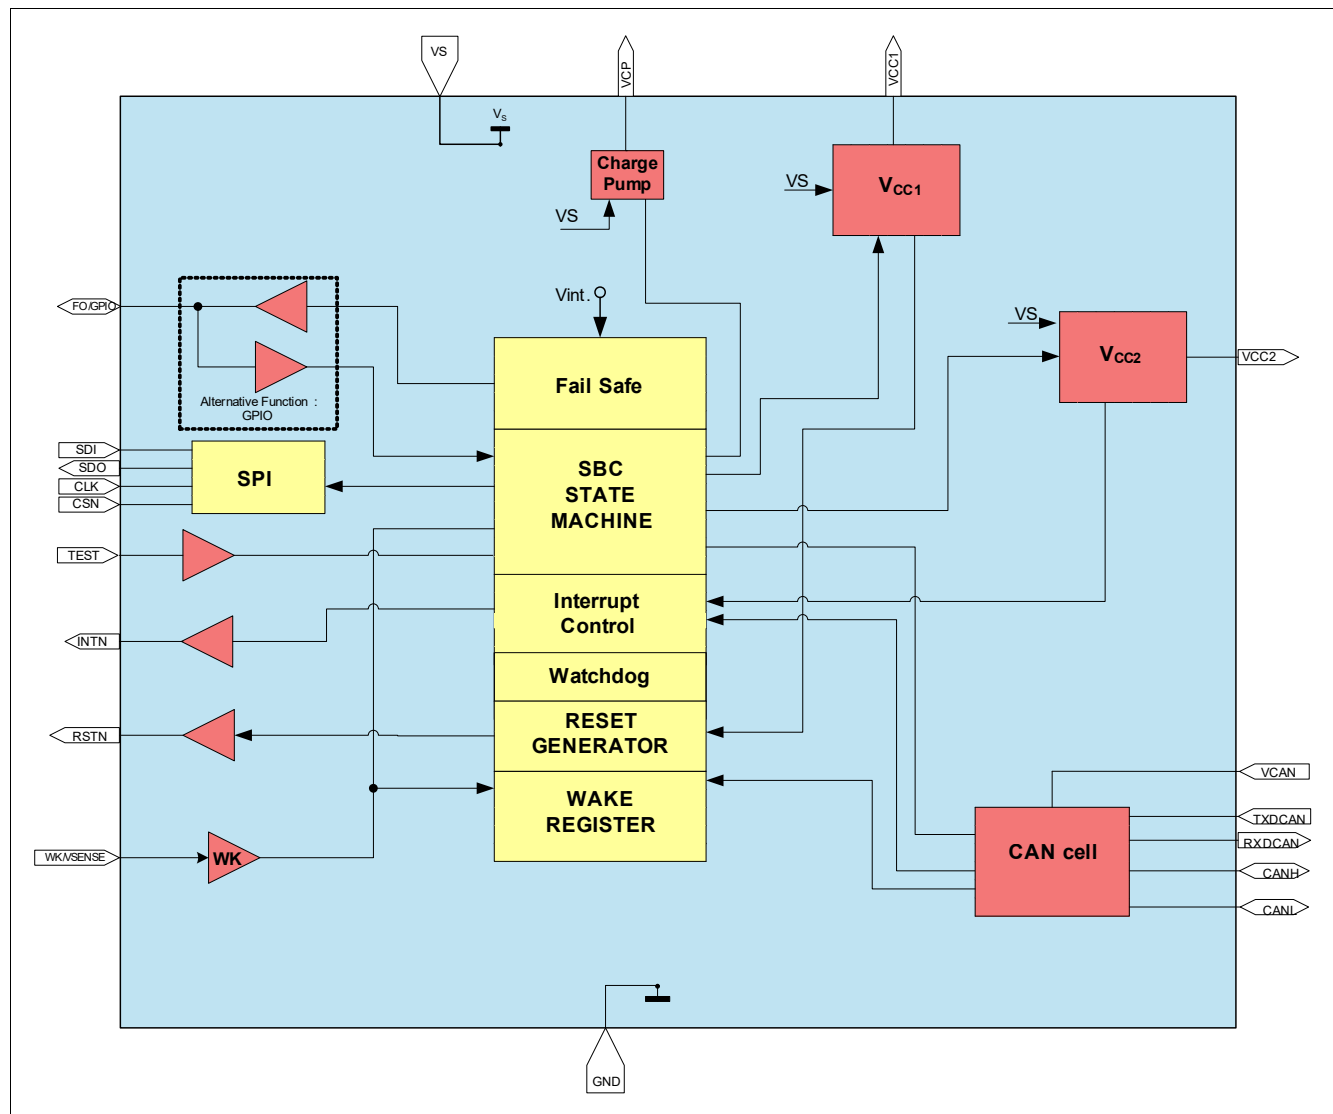 VS
VCP
VCC1
Vs
Charge
Pump
VS
VS
VCC1
FO/GPIO
Vint.
VS
VCC2
VCC2
Alternative Function :
GPIO
Fail Safe
SDI
SDO
CLK
CSN
SPI
SBC
STATE
MACHINE
TEST
INTN
Interrupt
Control
Watchdog
RSTN
RESET
GENERATOR
WAKE
REGISTER
WK/VSENSE
WK
CAN cell
VCAN
TXDCAN
RXDCAN
CANH
CANL
GND